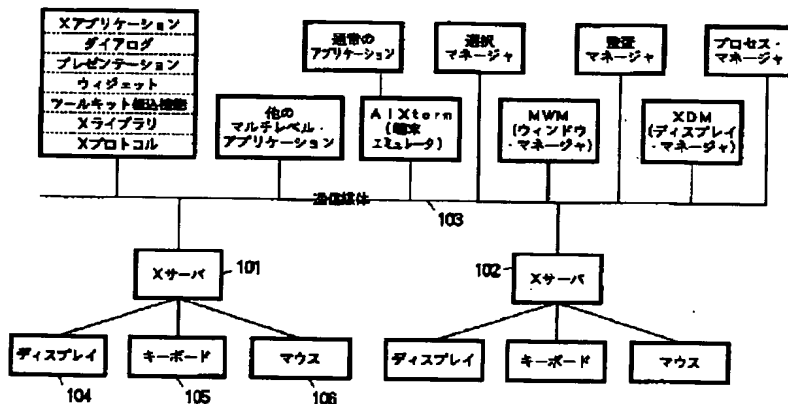 Xアプリケーション
ダイアログ
プレゼンテーション
ウィジェット
ツールキット
Xライブラリ
Xプロトコル
他の
マルチレベル・
アプリケーション
通常の
アプリケーション
AIXterm
(端末
エミュレータ)
選択
マネージャ
MWM
(ウィンドウ
・マネージャ)
マネージャ
XDM
(ディスプレイ
・マネージャ)
プロセス・
マネージャ
通信媒体
103
Xサーバ
101
102
Xサーバ
ディスプレイ
キーボード
マウス
104
105
106
ディスプレイ
キーボード
マウス